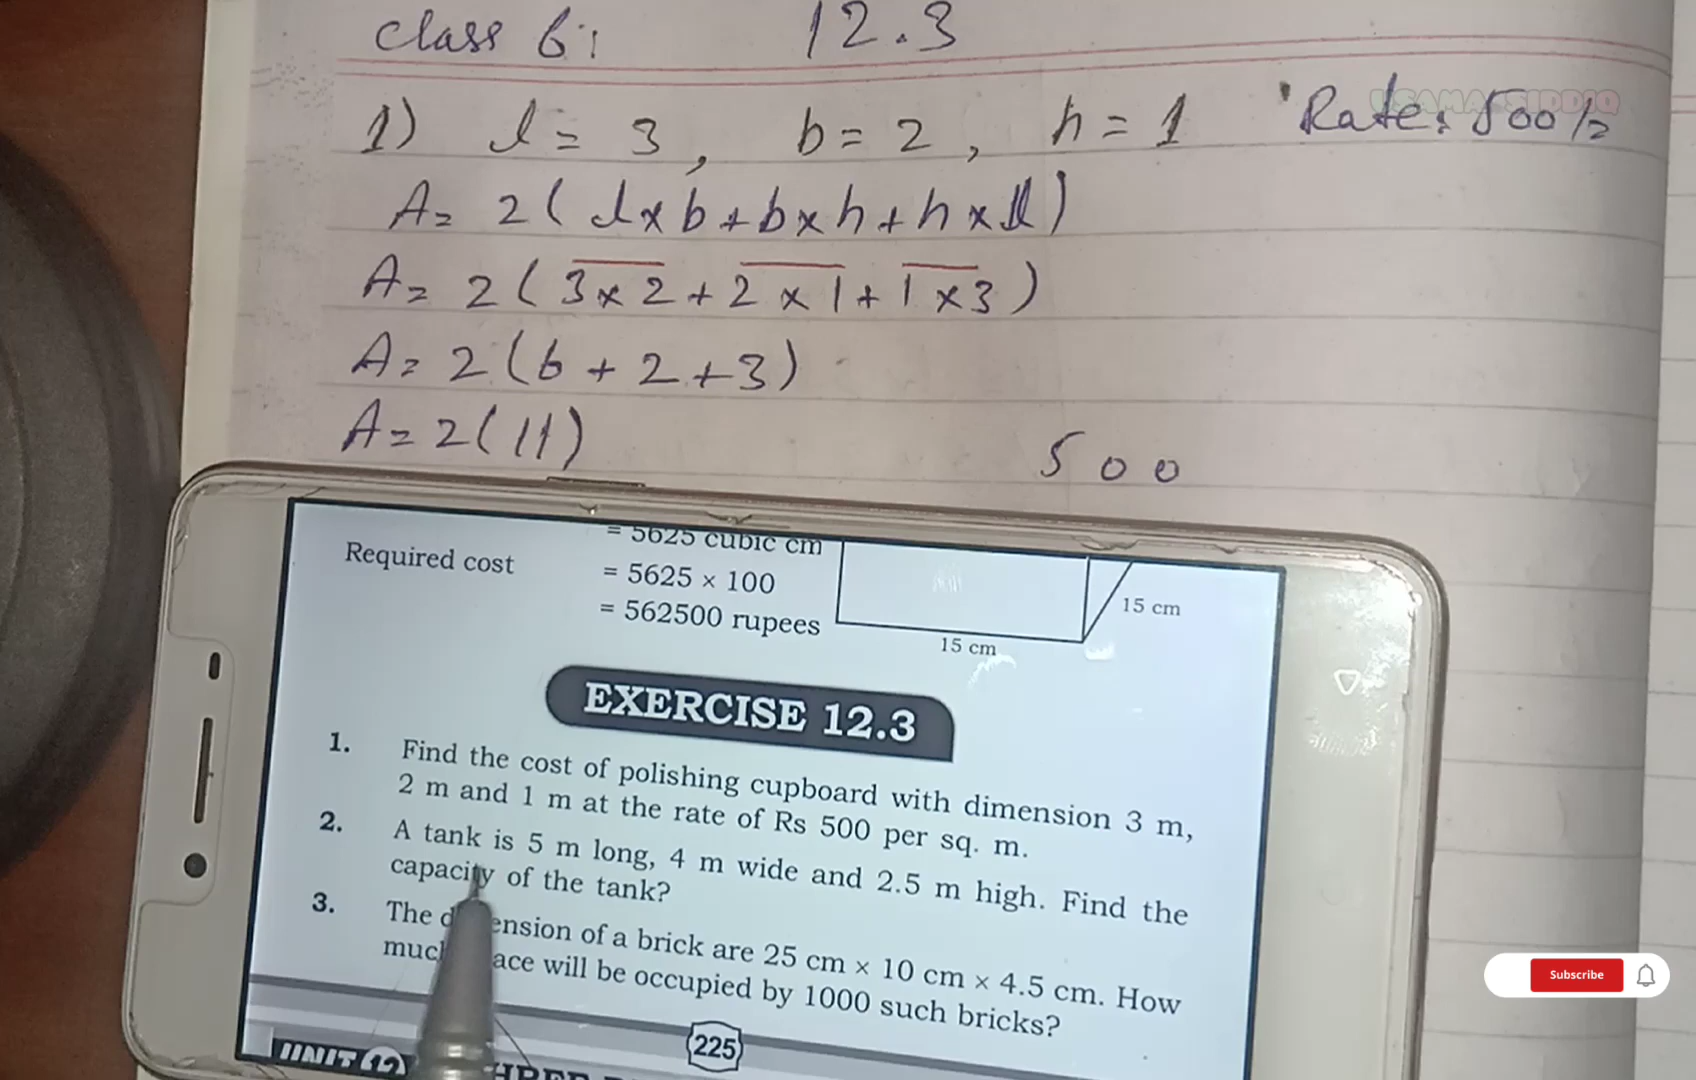 class 6: 12.3
USAMA SIDDIQ
1) l = 3, b = 2, h = 1 Rate: 500/=
A= 2( l×b+b×h+h×l)
A= 2( 3×2+2×1+1×3)
A= 2(6+2+3)
A=2(11)
500
= 5625 cubic cm
Required cost = 5625 × 100
= 562500 rupees
15 cm
15 cm
EXERCISE 12.3
1. Find the cost of polishing cupboard with dimension 3 m,
2 m and 1 m at the rate of Rs 500 per sq. m.
2. A tank is 5 m long, 4 m wide and 2.5 m high. Find the
capacity of the tank?
3. The ension of a brick are 25 cm × 10 cm × 4.5 cm. How
muc ace will be occupied by 1000 such bricks?
225
UNIT 12
Subscribe